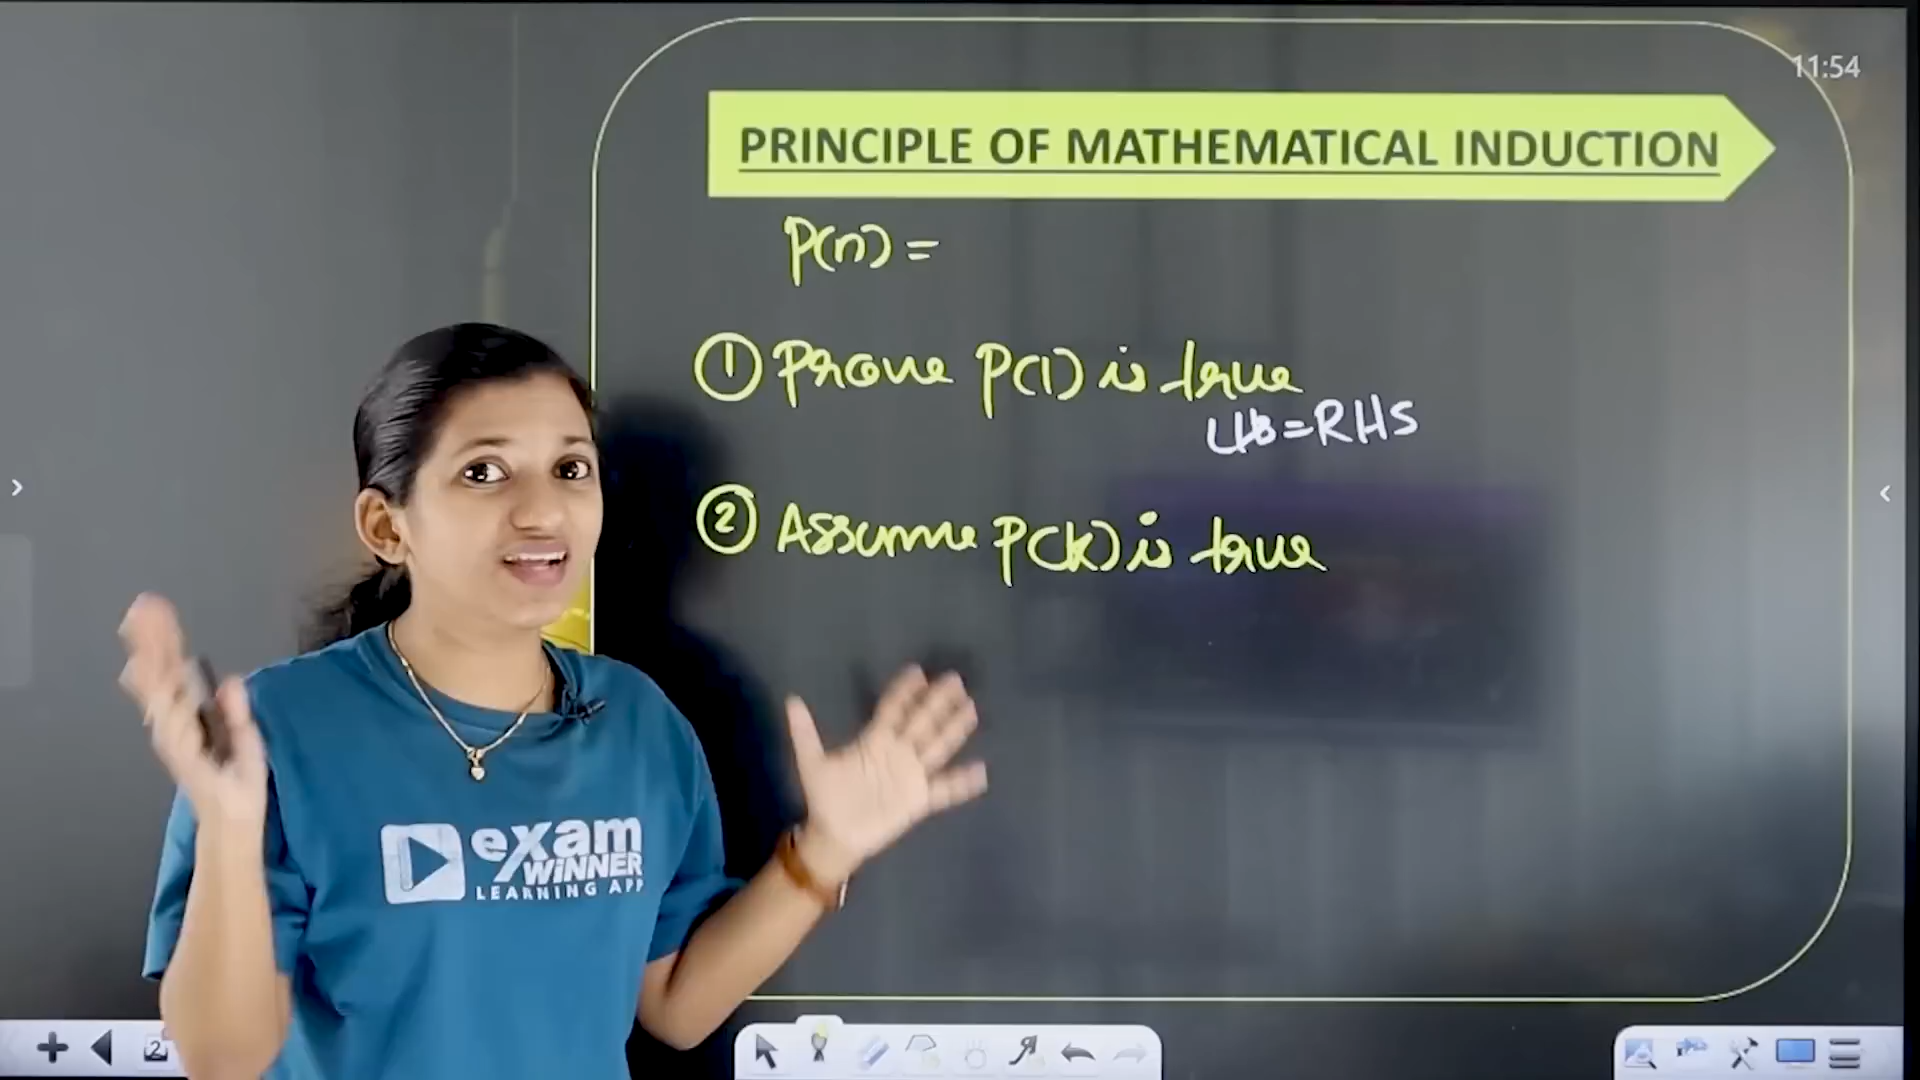 11:54
PRINCIPLE OF MATHEMATICAL INDUCTION
P(n) =
① Prove P(1) is true
LHS=RHS
② Assume P(k) is true
exam
WINNER
LEARNING APP
2